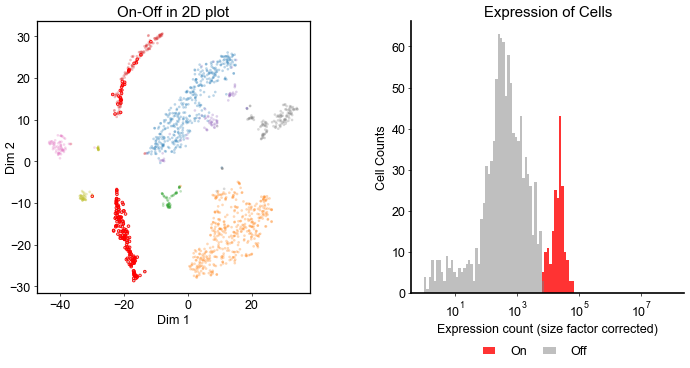 On-Off in 2D plot
30
20
10
0
−10
−20
−30
−40
−20
0
20
Dim 2
Dim 1
Expression of Cells
60
50
40
30
20
10
0
10^1
10^3
10^5
10^7
Cell Counts
Expression count (size factor corrected)
On
Off